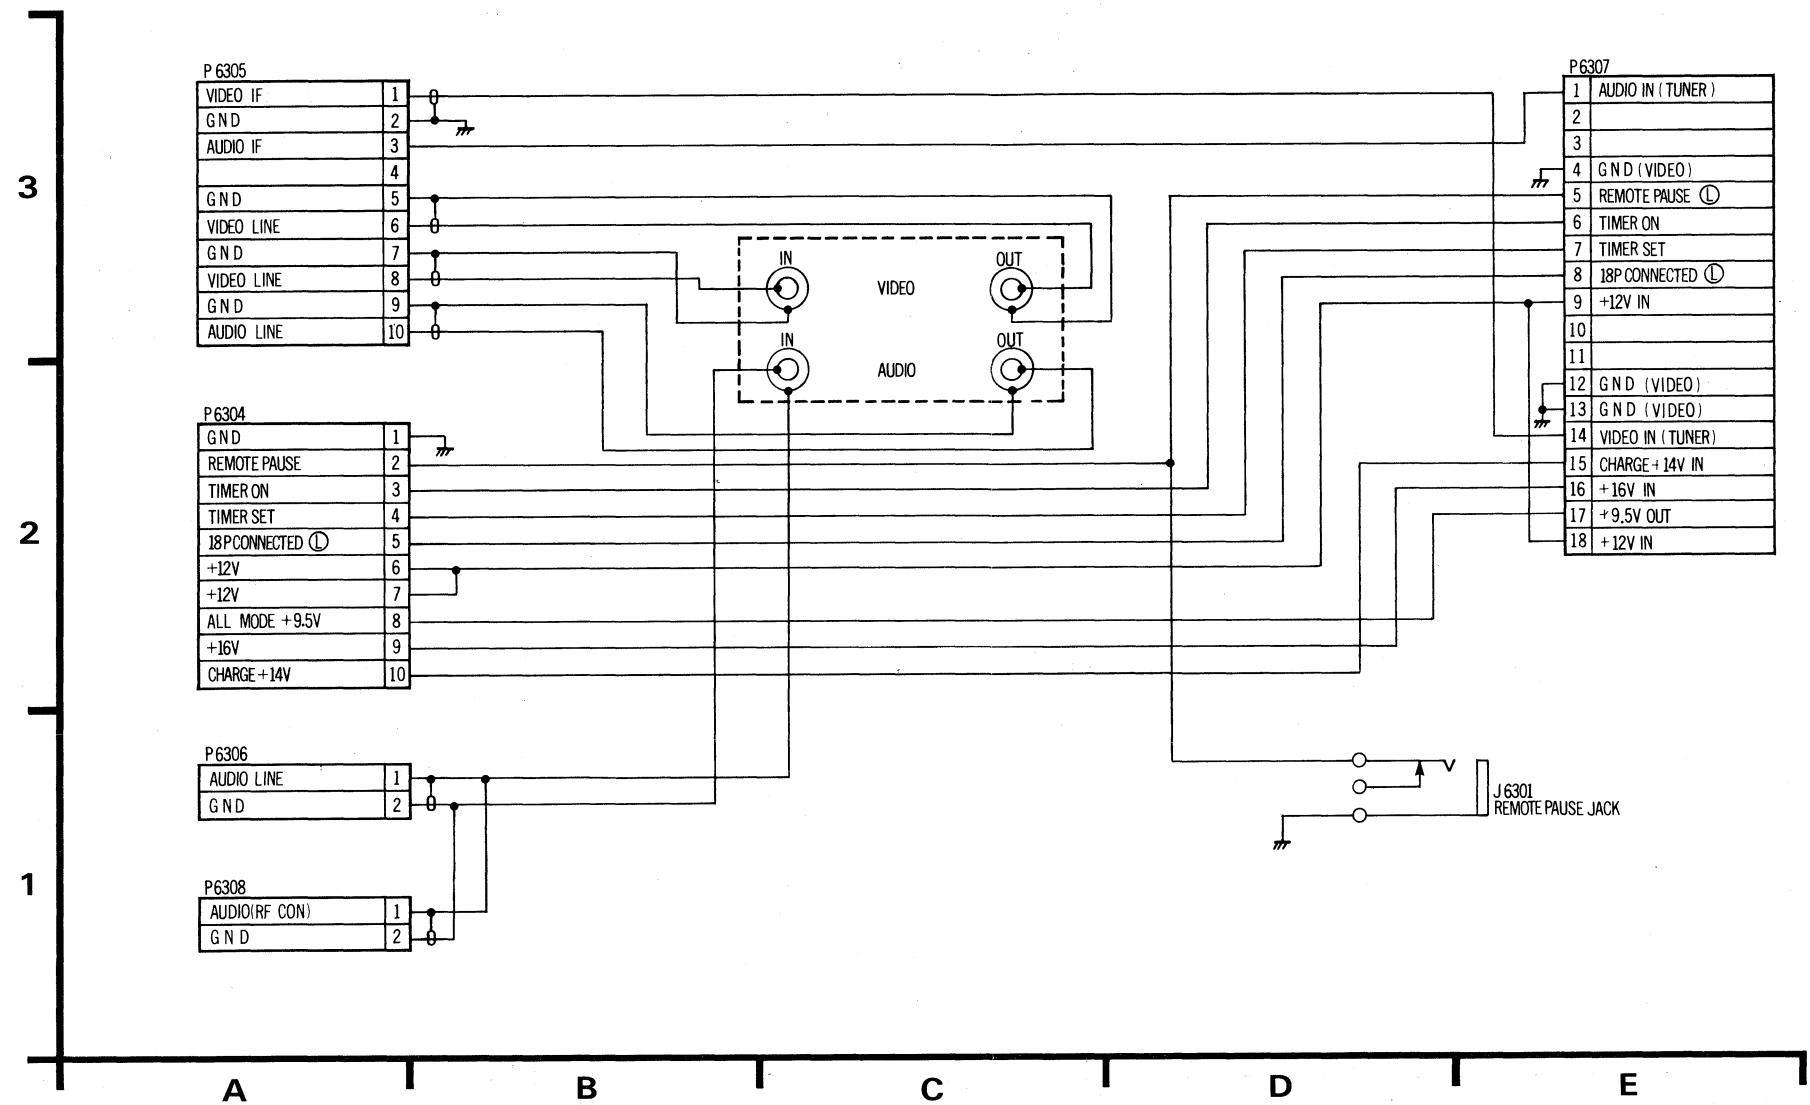 3
2
1
A
B
C
D
E
P6305
VIDEO IF 1
GND 2
AUDIO IF 3
4
GND 5
VIDEO LINE 6
GND 7
VIDEO LINE 8
GND 9
AUDIO LINE 10
P6304
GND 1
REMOTE PAUSE 2
TIMER ON 3
TIMER SET 4
18P CONNECTED Ⓛ 5
+12V 6
+12V 7
ALL MODE +9.5V 8
+16V 9
CHARGE+14V 10
P6306
AUDIO LINE 1
GND 2
P6308
AUDIO(RF CON) 1
GND 2
IN
OUT
VIDEO
IN
OUT
AUDIO
P6307
1 AUDIO IN (TUNER)
2
3
4 GND (VIDEO)
5 REMOTE PAUSE Ⓛ
6 TIMER ON
7 TIMER SET
8 18P CONNECTED Ⓛ
9 +12V IN
10
11
12 GND (VIDEO)
13 GND (VIDEO)
14 VIDEO IN (TUNER)
15 CHARGE+14V IN
16 +16V IN
17 +9.5V OUT
18 +12V IN
J6301
REMOTE PAUSE JACK